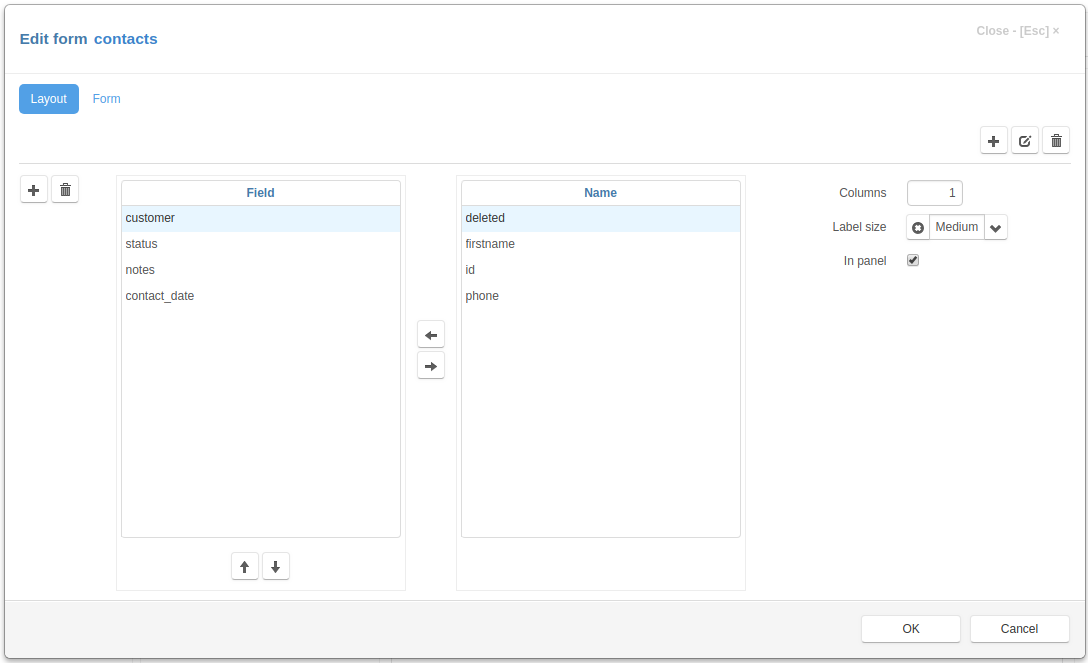 Edit form contacts
Close - [Esc] ×
Layout Form
Field
customer
status
notes
contact_date
Name
deleted
firstname
id
phone
Columns 1
Label size Medium
In panel
OK Cancel